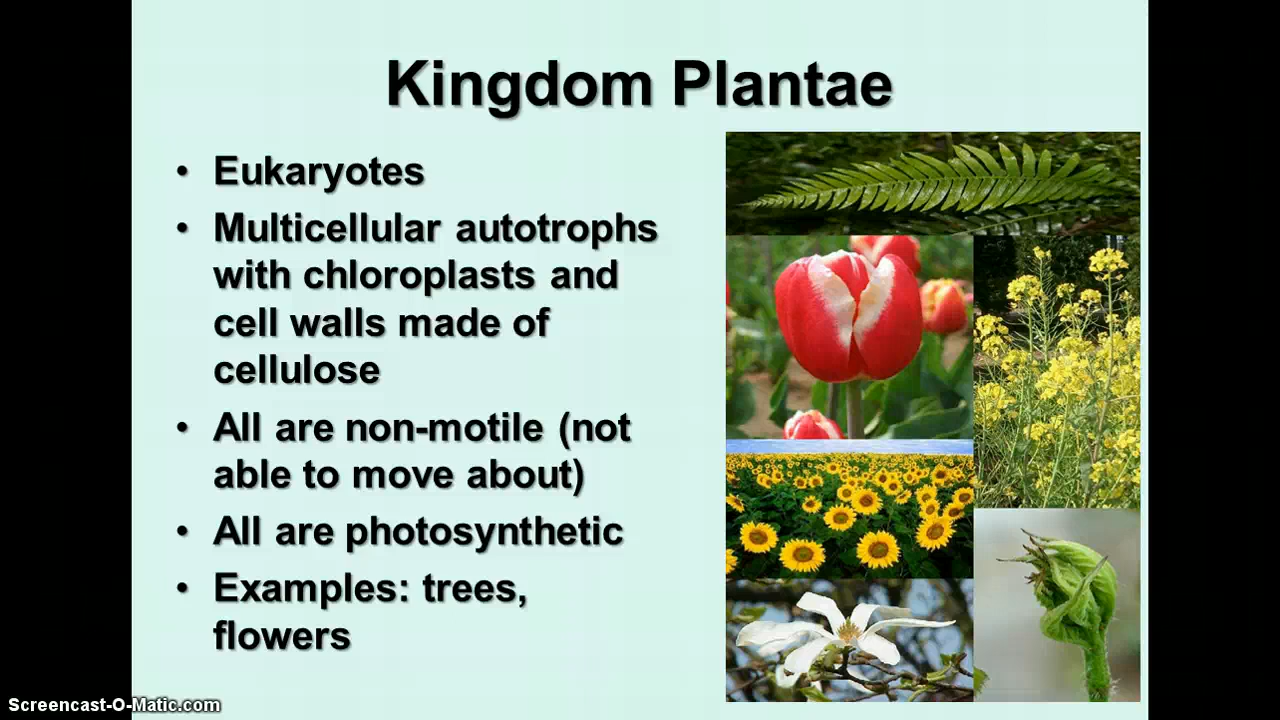 Kingdom Plantae
• Eukaryotes
• Multicellular autotrophs
with chloroplasts and
cell walls made of
cellulose
• All are non-motile (not
able to move about)
• All are photosynthetic
• Examples: trees,
flowers
Screencast-O-Matic.com